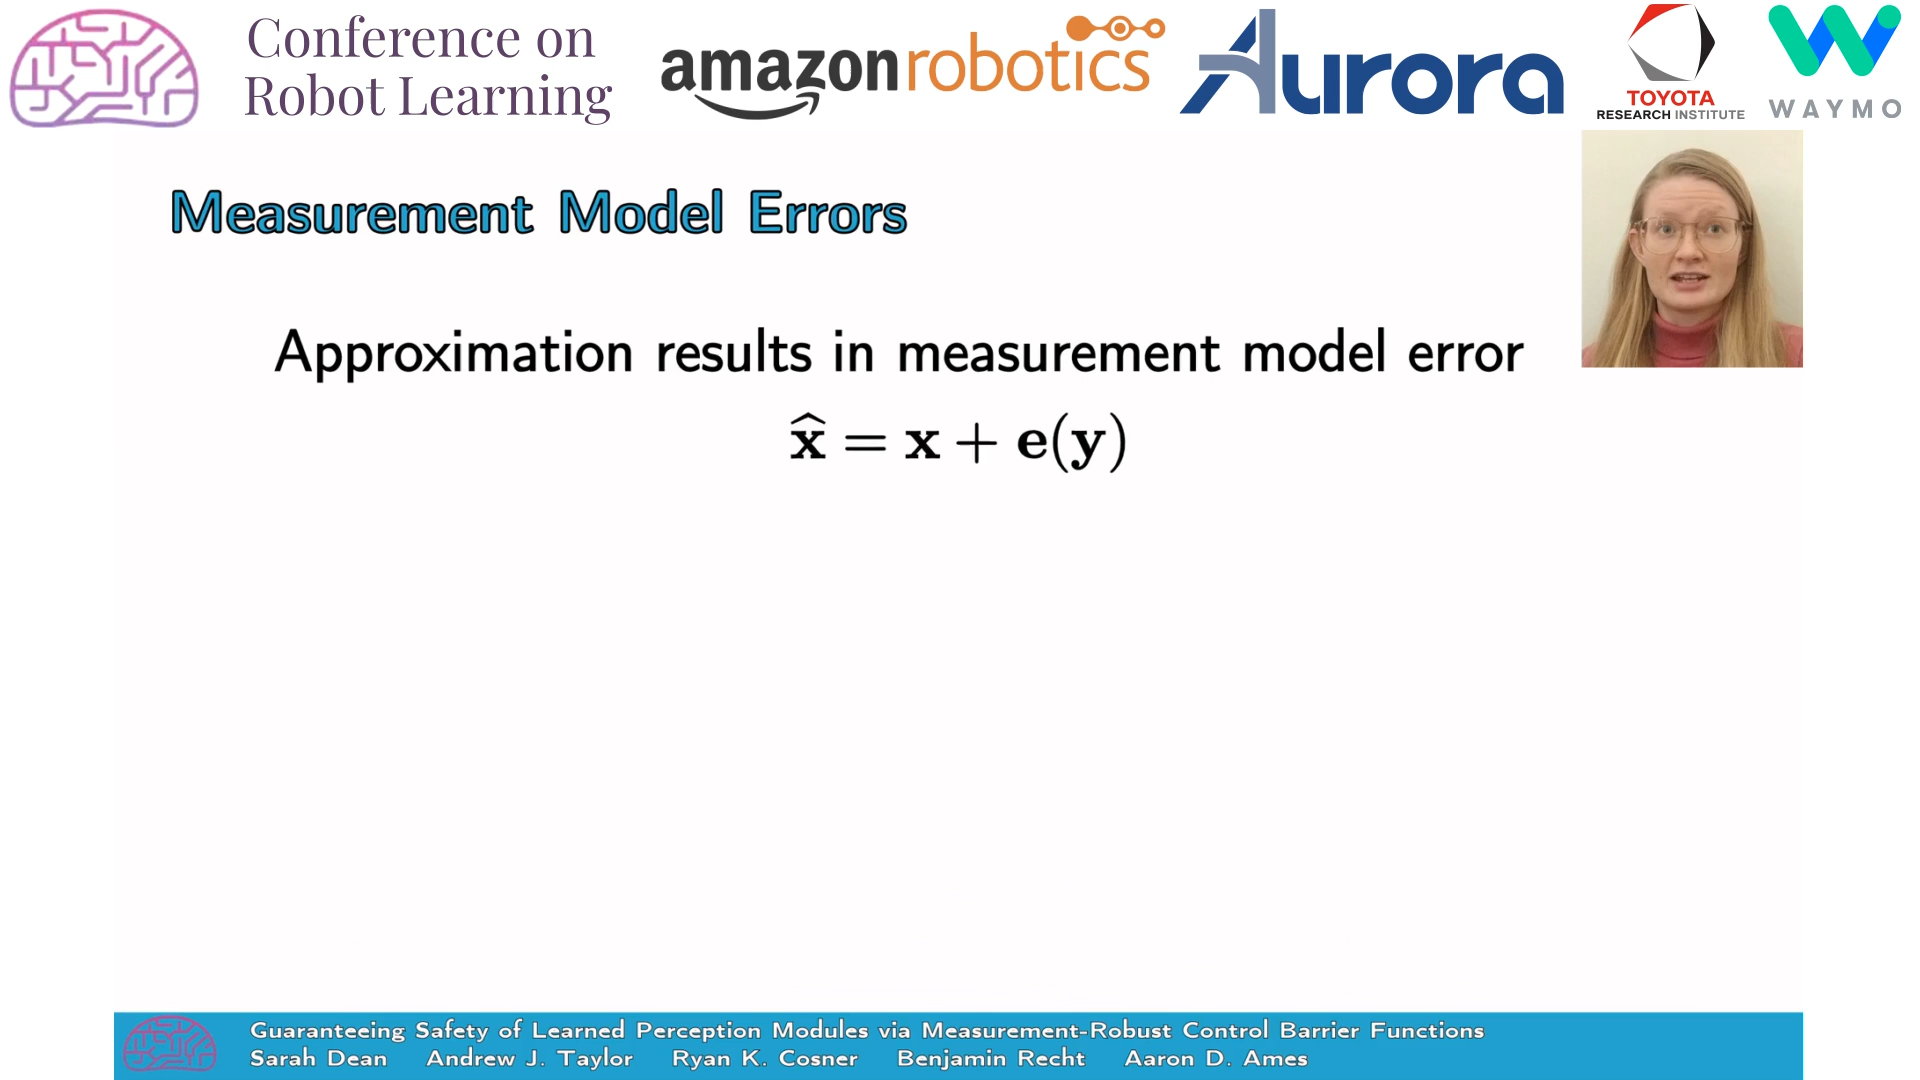 Conference on
Robot Learning
amazon robotics
Aurora
TOYOTA
RESEARCH INSTITUTE
WAYMO
Measurement Model Errors
Approximation results in measurement model error
x̂ = x + e(y)
Guaranteeing Safety of Learned Perception Modules via Measurement-Robust Control Barrier Functions
Sarah Dean Andrew J. Taylor Ryan K. Cosner Benjamin Recht Aaron D. Ames